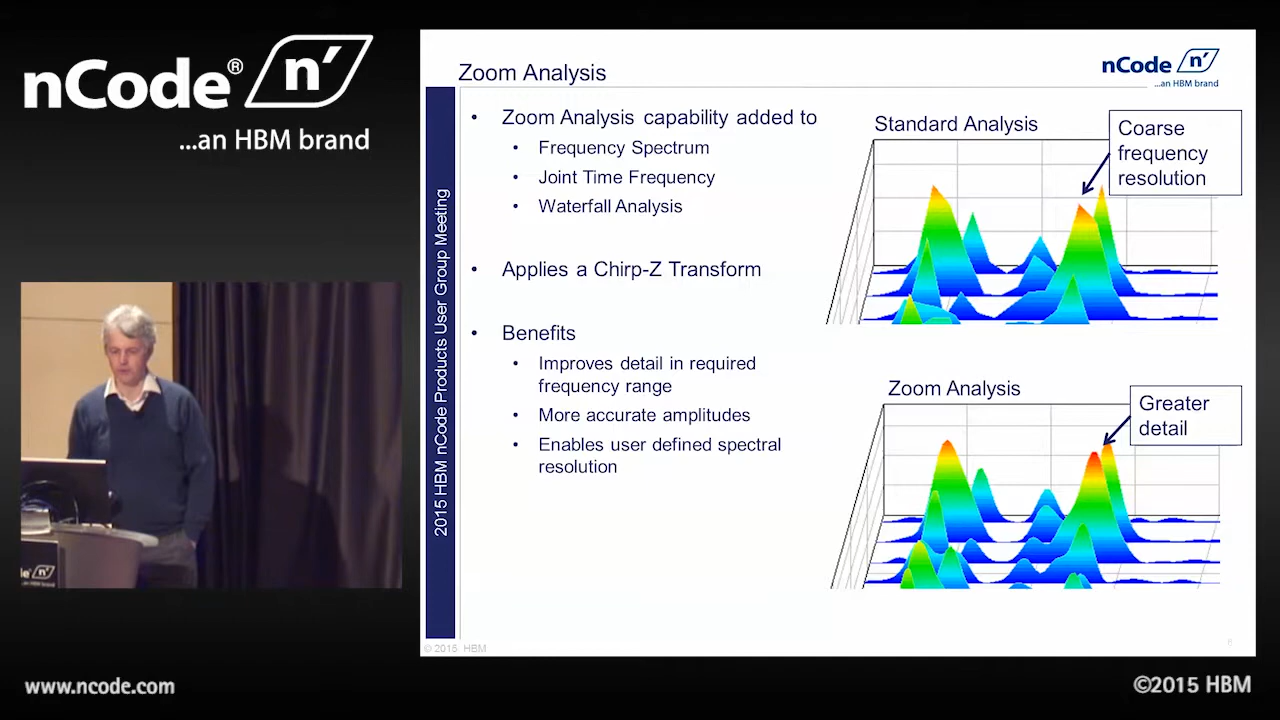 nCode® n′
...an HBM brand
Zoom Analysis
nCode n′
...an HBM brand
2015 HBM nCode Products User Group Meeting
• Zoom Analysis capability added to
• Frequency Spectrum
• Joint Time Frequency
• Waterfall Analysis
• Applies a Chirp-Z Transform
• Benefits
• Improves detail in required
frequency range
• More accurate amplitudes
• Enables user defined spectral
resolution
Standard Analysis
Coarse
frequency
resolution
Zoom Analysis
Greater
detail
© 2015 HBM
6
n′
www.ncode.com
©2015 HBM